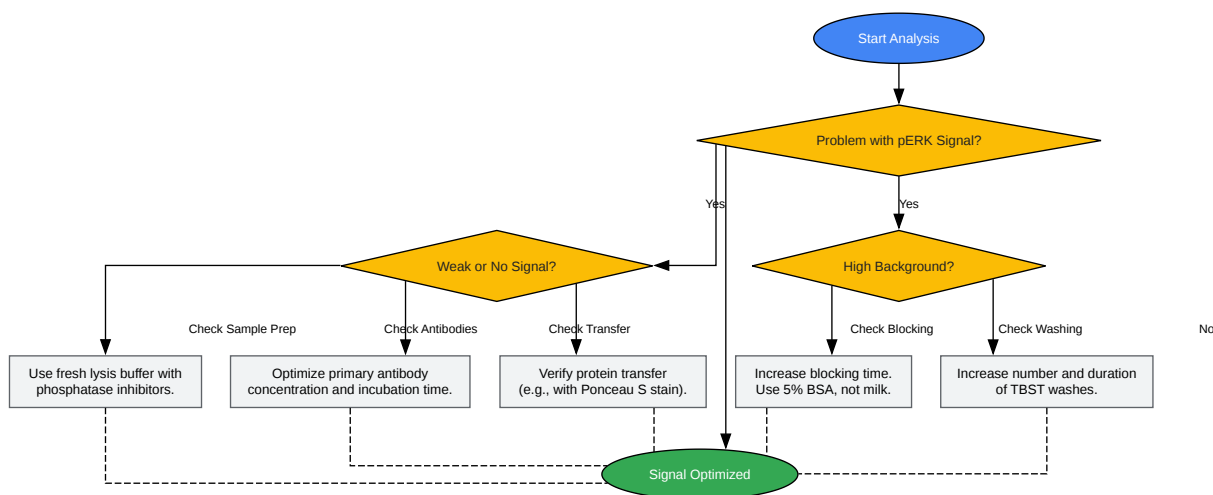 Start Analysis
Problem with pERK Signal?
Yes
Yes
Weak or No Signal?
High Background?
Check Sample Prep
Check Antibodies
Check Transfer
Check Blocking
Check Washing
No
Use fresh lysis buffer with
phosphatase inhibitors.
Optimize primary antibody
concentration and incubation time.
Verify protein transfer
(e.g., with Ponceau S stain).
Increase blocking time.
Use 5% BSA, not milk.
Increase number and duration
of TBST washes.
Signal Optimized